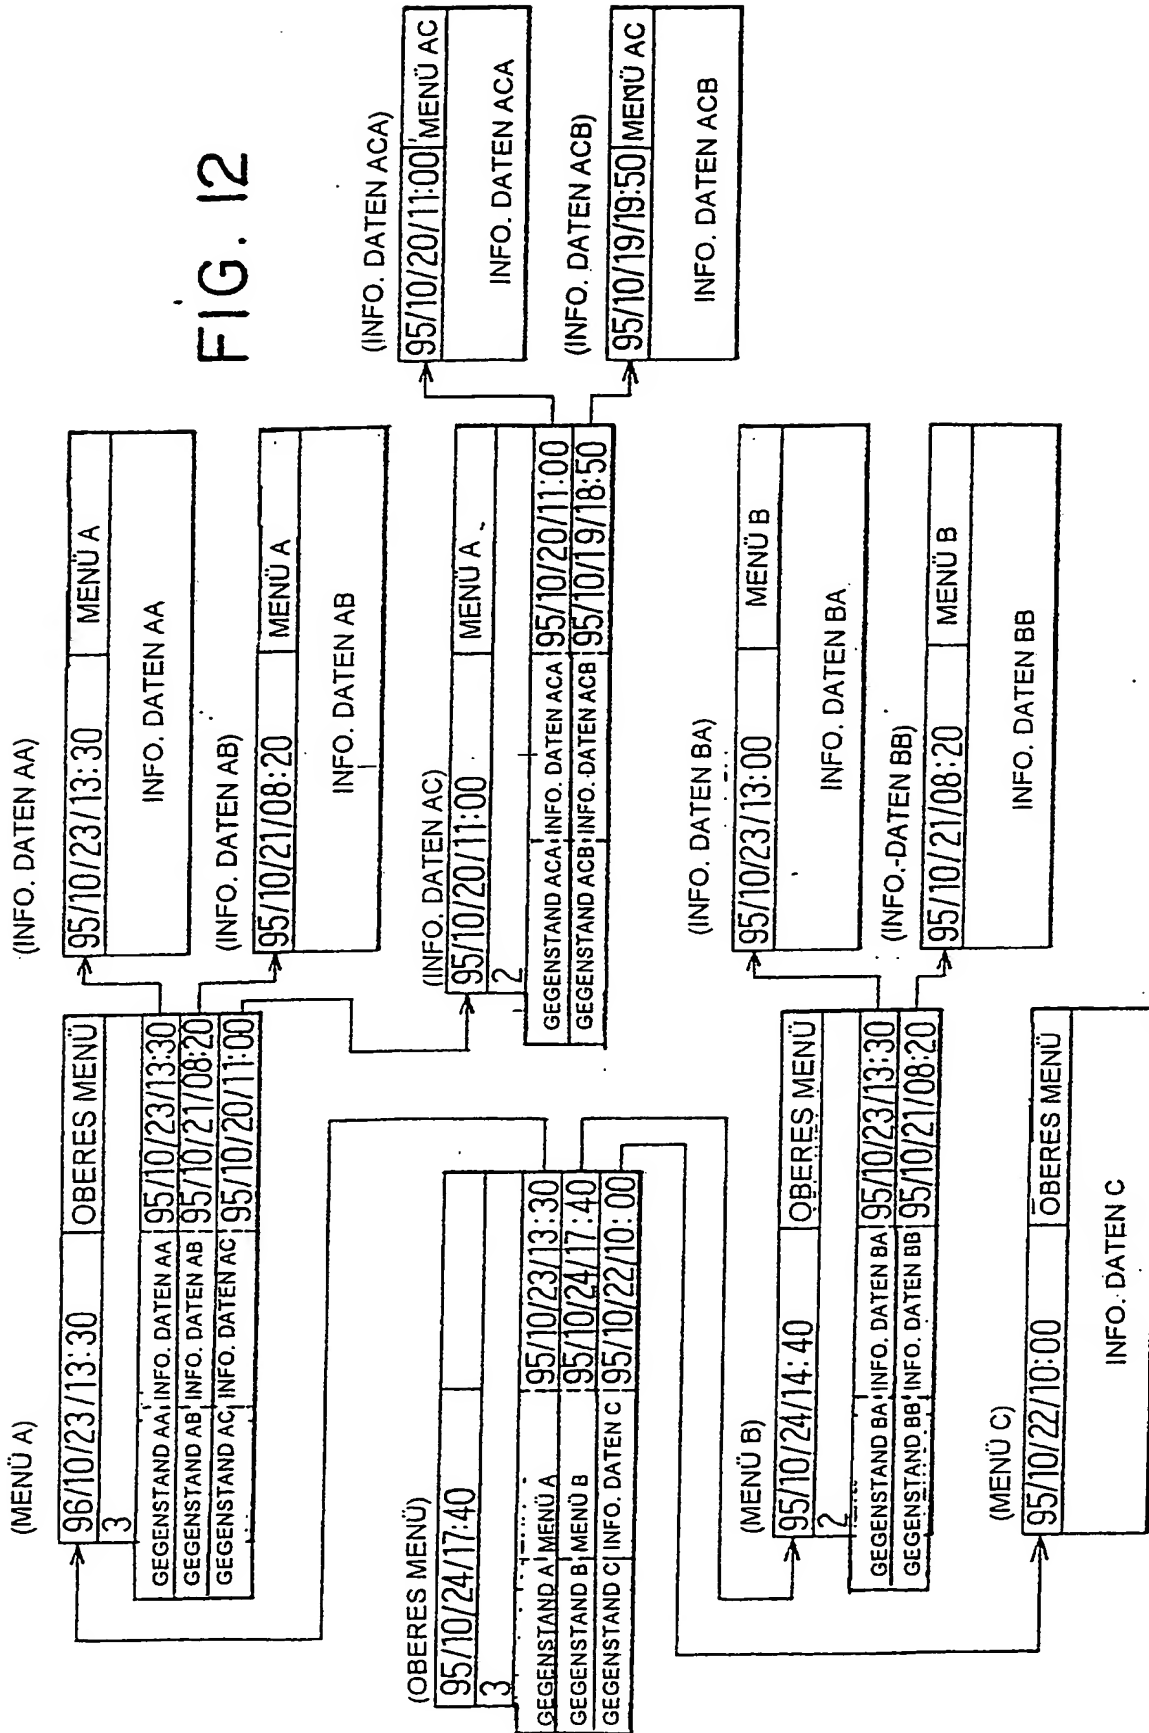 FIG. 12
(MENÜ A)
96/10/23/13:30 OBERES MENÜ
3
GEGENSTAND AA INFO. DATEN AA 95/10/23/13:30
GEGENSTAND AB INFO. DATEN AB 95/10/21/08:20
GEGENSTAND AC INFO. DATEN AC 95/10/20/11:00
(INFO. DATEN AA)
95/10/23/13:30 MENÜ A
INFO. DATEN AA
(INFO. DATEN AB)
95/10/21/08:20 MENÜ A
INFO. DATEN AB
(INFO. DATEN AC)
95/10/20/11:00 MENÜ A
2
GEGENSTAND ACA INFO. DATEN ACA 95/10/20/11:00
GEGENSTAND ACB INFO.-DATEN ACB 95/10/19/18:50
(INFO. DATEN ACA)
95/10/20/11:00 MENÜ AC
INFO. DATEN ACA
(INFO. DATEN ACB)
95/10/19/19:50 MENÜ AC
INFO. DATEN ACB
(OBERES MENÜ)
95/10/24/17:40
3
GEGENSTAND A MENÜ A 95/10/23/13:30
GEGENSTAND B MENÜ B 95/10/24/17:40
GEGENSTAND C INFO. DATEN C 95/10/22/10:00
(MENÜ B)
95/10/24/14:40 OBERES MENÜ
2
GEGENSTAND BA INFO. DATEN BA 95/10/23/13:30
GEGENSTAND BB INFO. DATEN BB 95/10/21/08:20
(INFO. DATEN BA)
95/10/23/13:00 MENÜ B
INFO. DATEN BA
(INFO.-DATEN BB)
95/10/21/08:20 MENÜ B
INFO. DATEN BB
(MENÜ C)
95/10/22/10:00 OBERES MENÜ
INFO. DATEN C